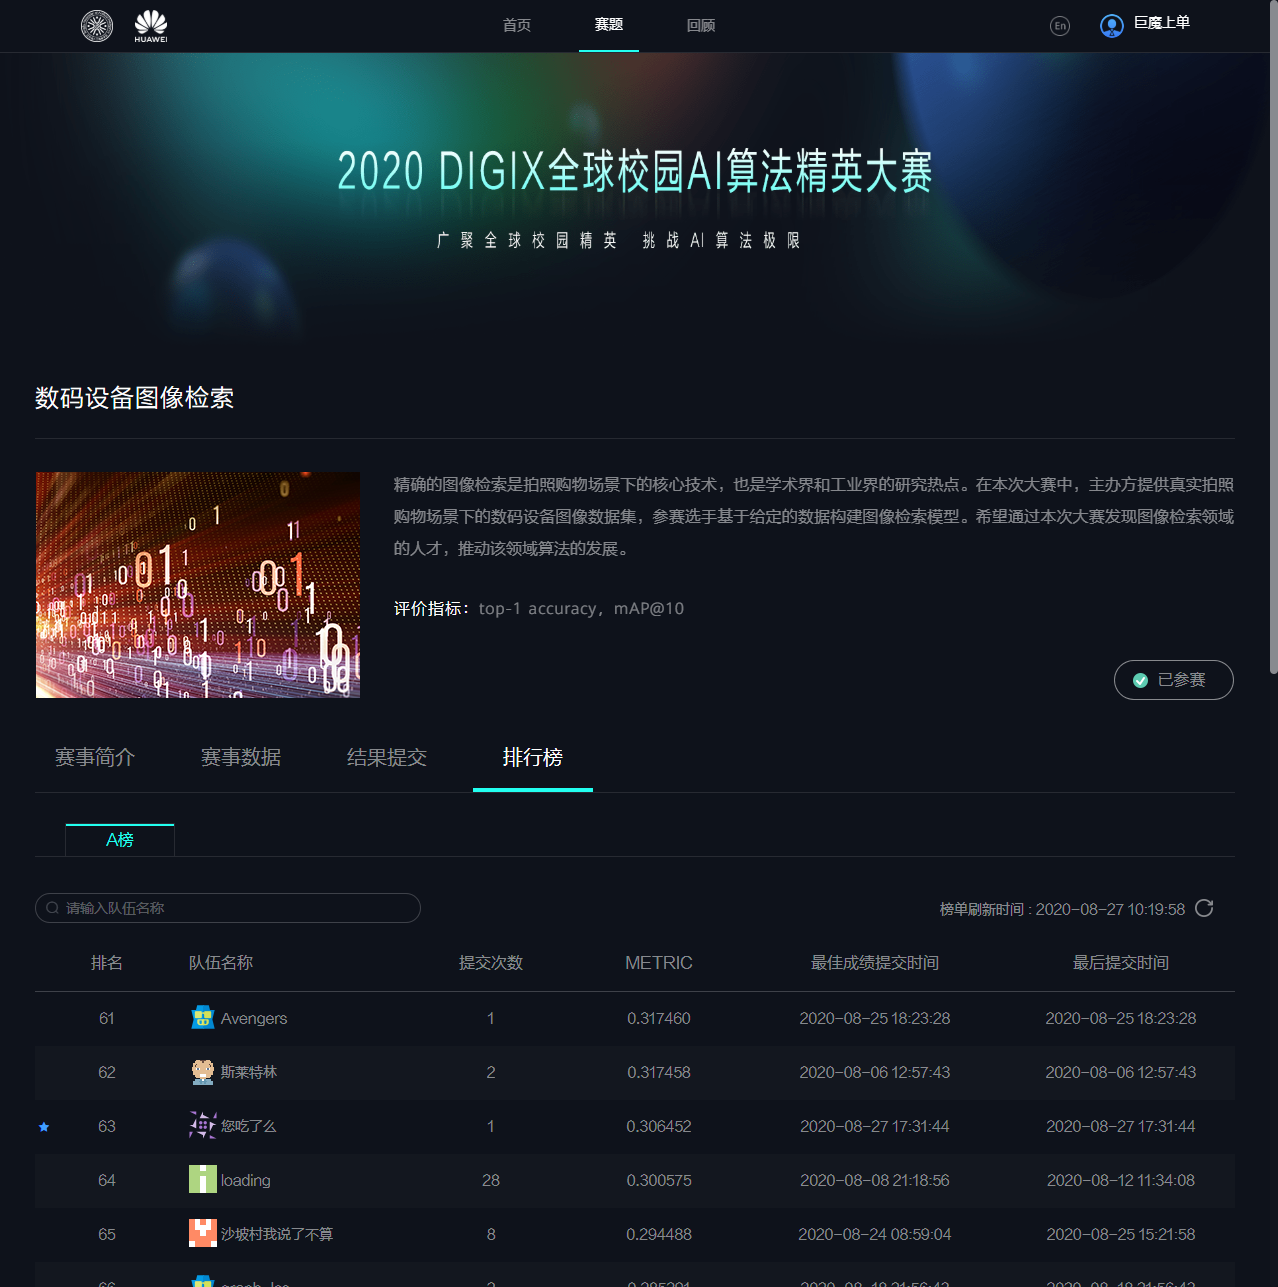 HUAWEI
首页 赛题 回顾 En 巨魔上单
2020 DIGIX全球校园AI算法精英大赛
广聚全球校园精英 挑战AI算法极限
数码设备图像检索
精确的图像检索是拍照购物场景下的核心技术，也是学术界和工业界的研究热点。在本次大赛中，主办方提供真实拍照
购物场景下的数码设备图像数据集，参赛选手基于给定的数据构建图像检索模型。希望通过本次大赛发现图像检索领域
的人才，推动该领域算法的发展。
评价指标：top-1 accuracy，mAP@10
已参赛
赛事简介 赛事数据 结果提交 排行榜
A榜
请输入队伍名称 榜单刷新时间 : 2020-08-27 10:19:58
排名 队伍名称 提交次数 METRIC 最佳成绩提交时间 最后提交时间
61 Avengers 1 0.317460 2020-08-25 18:23:28 2020-08-25 18:23:28
62 斯莱特林 2 0.317458 2020-08-06 12:57:43 2020-08-06 12:57:43
63 您吃了么 1 0.306452 2020-08-27 17:31:44 2020-08-27 17:31:44
64 loading 28 0.300575 2020-08-08 21:18:56 2020-08-12 11:34:08
65 沙坡村我说了不算 8 0.294488 2020-08-24 08:59:04 2020-08-25 15:21:58